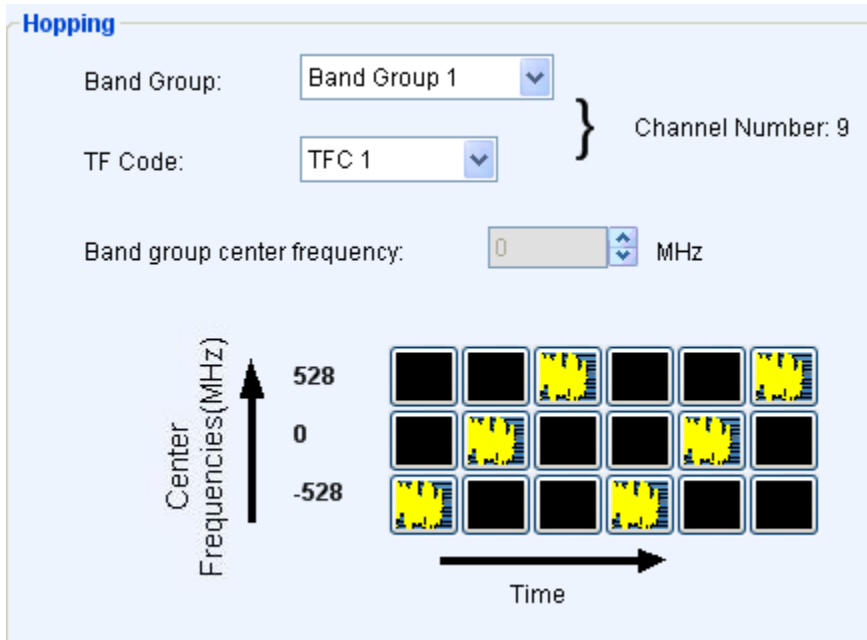 Hopping
Band Group: Band Group 1
Channel Number: 9
TF Code: TFC 1
Band group center frequency: 0 MHz
Center
Frequencies(MHz)
528
0
-528
Time